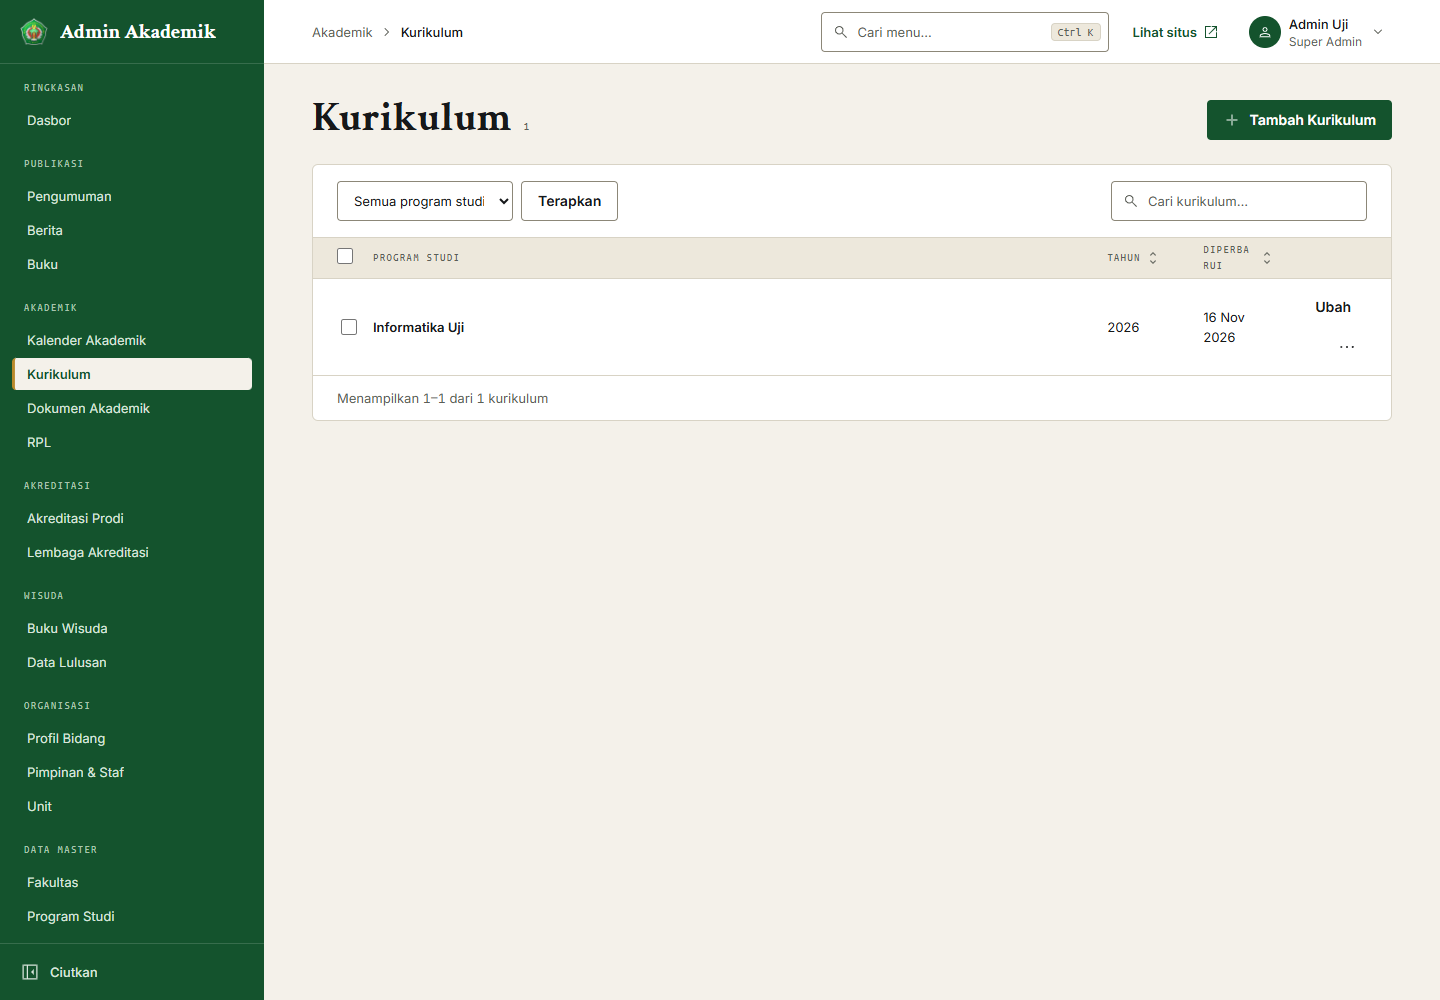 Admin Akademik
Akademik
Kurikulum
Cari menu...
Ctrl K
Lihat situs
Admin Uji
Super Admin
RINGKASAN
Dasbor
PUBLIKASI
Pengumuman
Berita
Buku
AKADEMIK
Kalender Akademik
Kurikulum
Dokumen Akademik
RPL
AKREDITASI
Akreditasi Prodi
Lembaga Akreditasi
WISUDA
Buku Wisuda
Data Lulusan
ORGANISASI
Profil Bidang
Pimpinan & Staf
Unit
DATA MASTER
Fakultas
Program Studi
Ciutkan
Kurikulum 1
Tambah Kurikulum
Semua program studi
Terapkan
Cari kurikulum...
PROGRAM STUDI
TAHUN
DIPERBA
RUI
Informatika Uji
2026
16 Nov
2026
Ubah
...
Menampilkan 1–1 dari 1 kurikulum